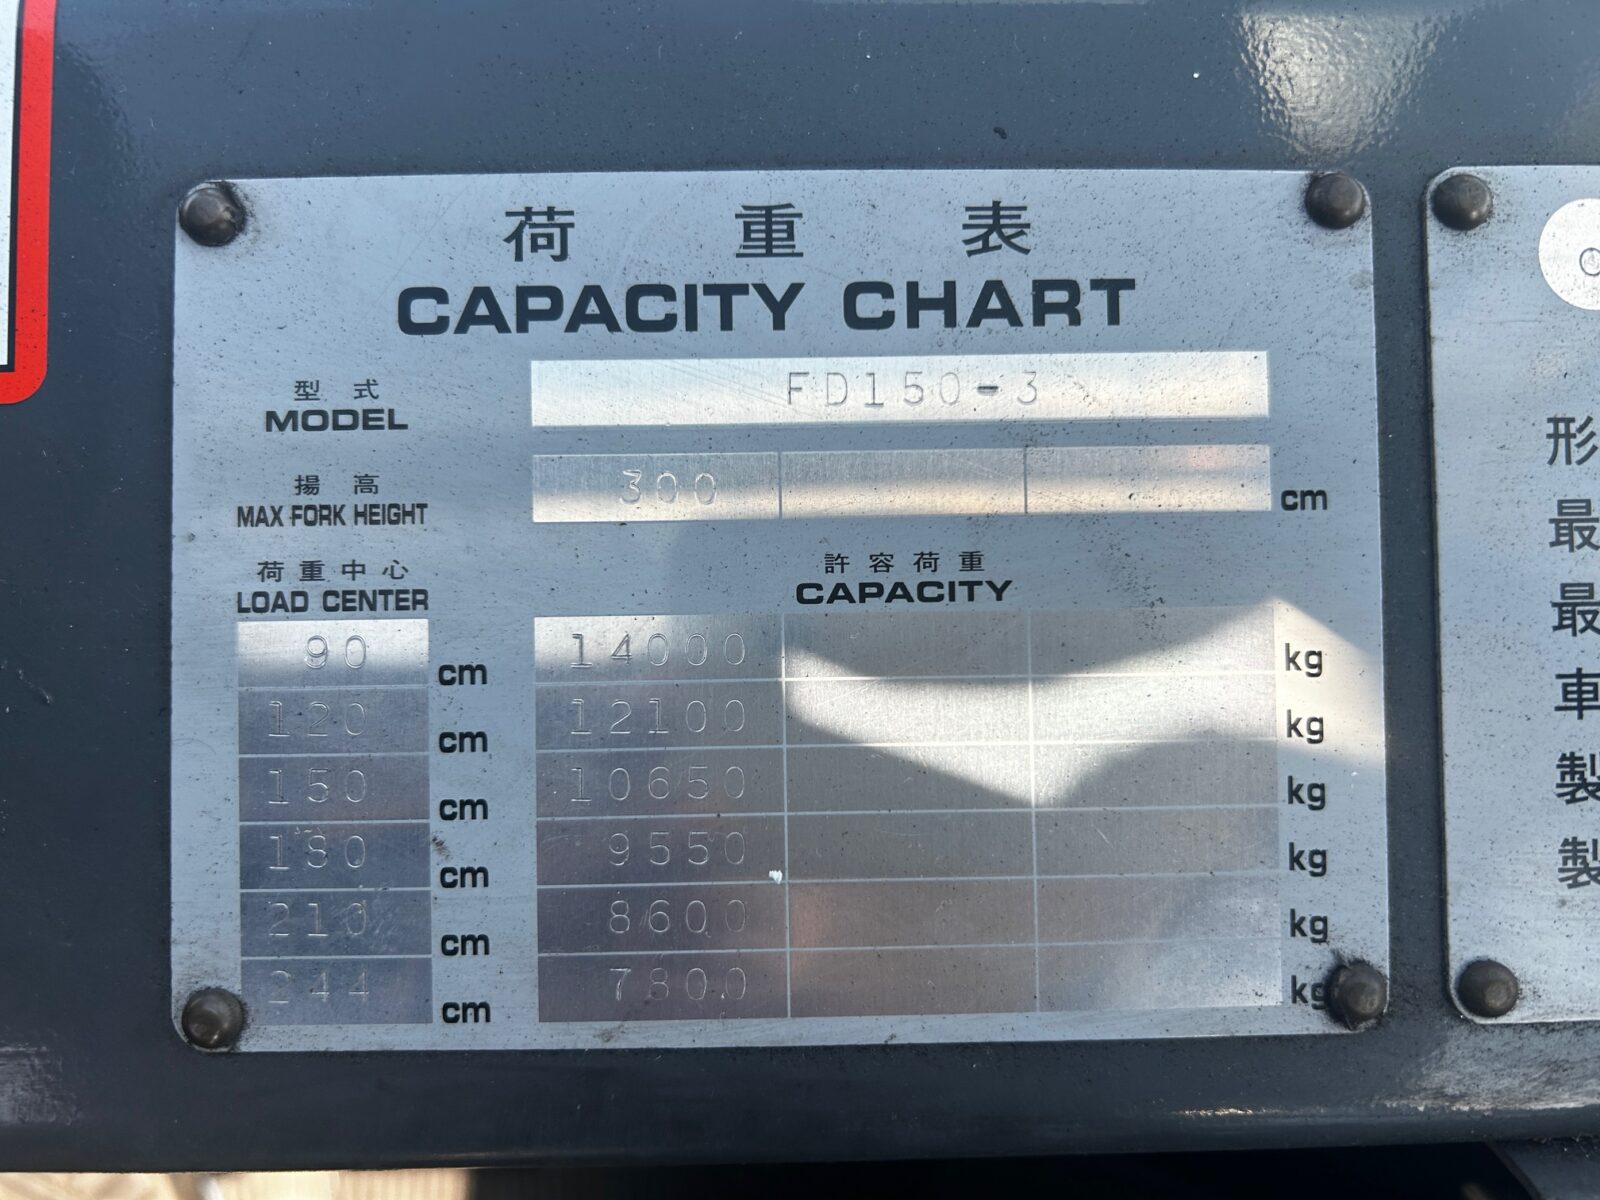 荷重表
CAPACITY CHART
型式
MODEL
FD150-3
揚高
MAX FORK HEIGHT
300 cm
荷重中心
LOAD CENTER
許容荷重
CAPACITY
90 cm 14000 kg
120 cm 12100 kg
150 cm 10650 kg
180 cm 9550 kg
210 cm 8600 kg
244 cm 7800 kg
形
最
最
車
製
製